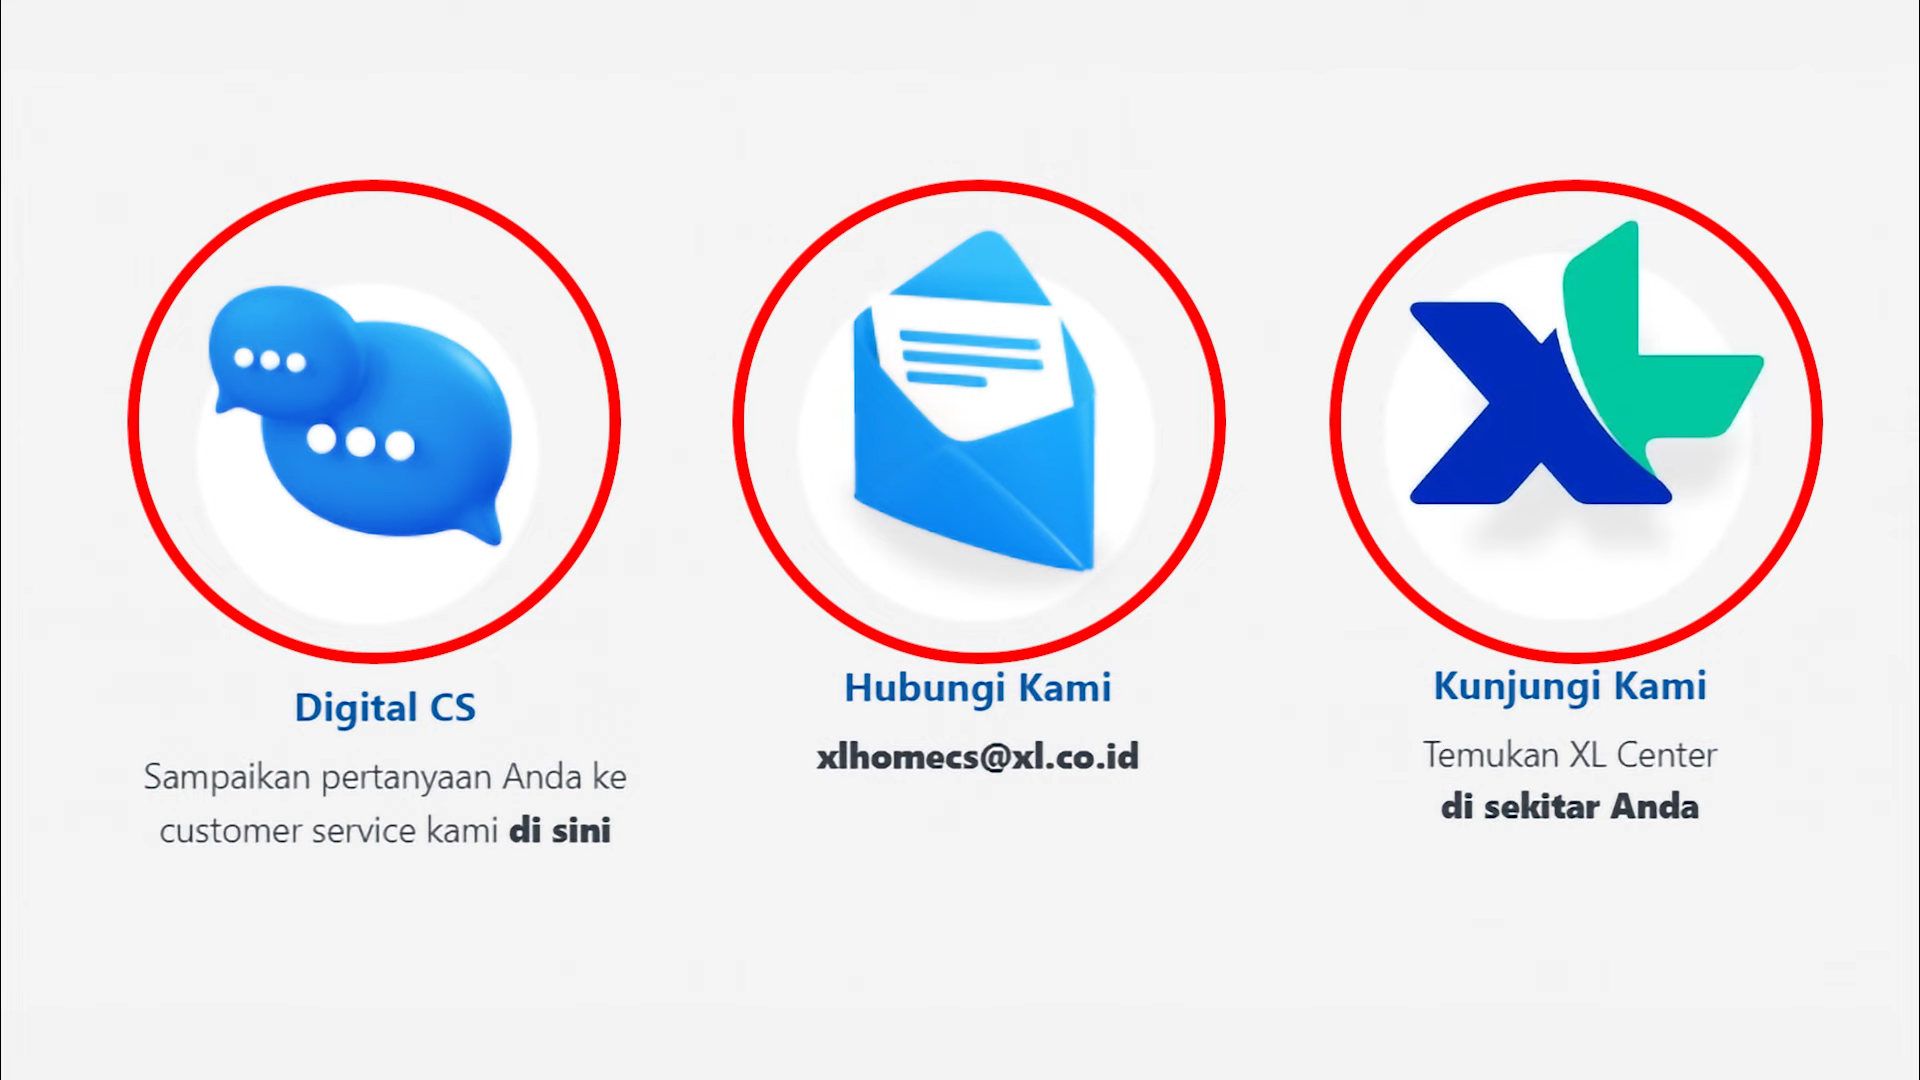 XL
Digital CS
Sampaikan pertanyaan Anda ke
customer service kami di sini
Hubungi Kami
xlhomecs@xl.co.id
Kunjungi Kami
Temukan XL Center
di sekitar Anda